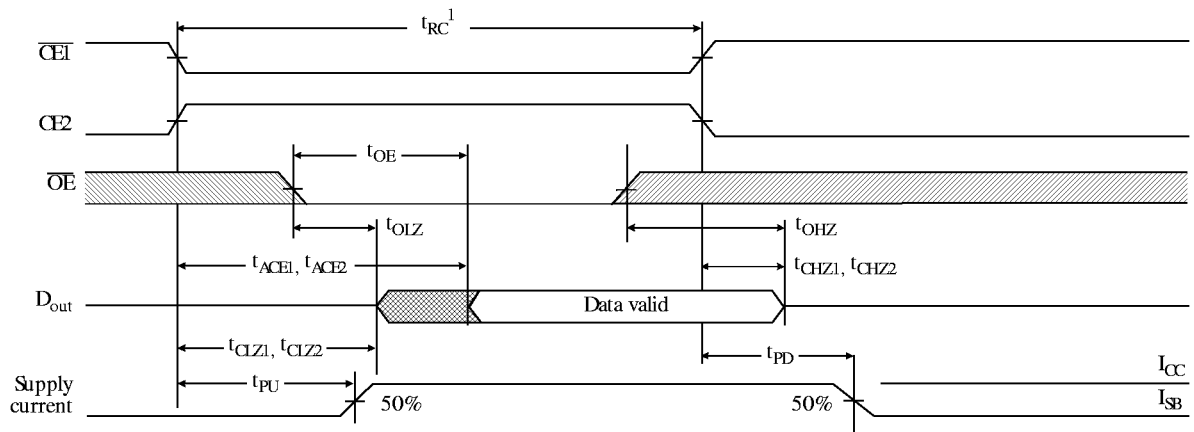 tRC1
CE1
CE2
tOE
OE
tOLZ
tOHZ
tACE1, tACE2
tCHZ1, tCHZ2
Dout
Data valid
tCLZ1, tCLZ2
tPD
tPU
ICC
Supply
current
50%
50%
ISB